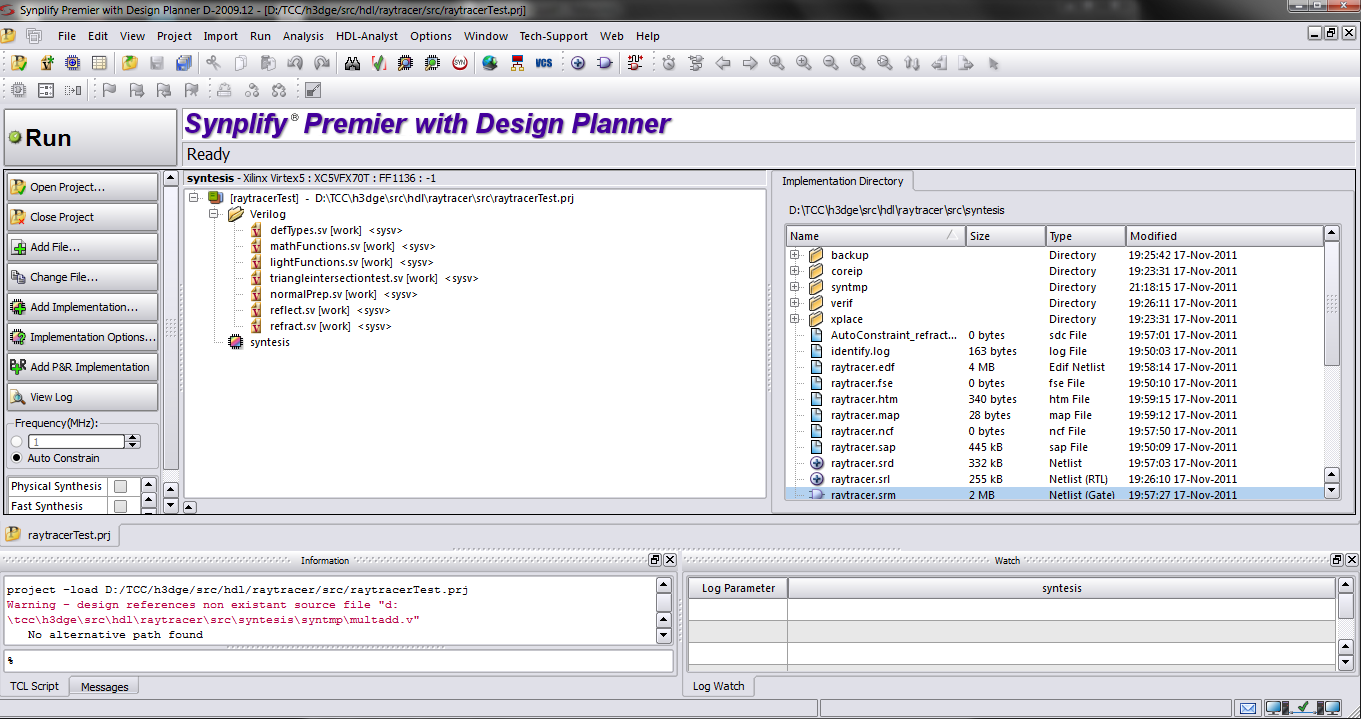 Synplify Premier with Design Planner D-2009.12 - [D:/TCC/h3dge/src/hdl/raytracer/src/raytracerTest.prj]
File Edit View Project Import Run Analysis HDL-Analyst Options Window Tech-Support Web Help
SYN VCS
Run
Synplify® Premier with Design Planner
Ready
Open Project...
Close Project
Add File...
Change File...
Add Implementation...
Implementation Options...
P&R Add P&R Implementation
View Log
Frequency(MHz):
1
Auto Constrain
Physical Synthesis
Fast Synthesis
syntesis - Xilinx Virtex5 : XC5VFX70T : FF1136 : -1
[raytracerTest] - D:\TCC\h3dge\src\hdl\raytracer\src\raytracerTest.prj
Verilog
defTypes.sv [work] <sysv>
mathFunctions.sv [work] <sysv>
lightFunctions.sv [work] <sysv>
triangleintersectiontest.sv [work] <sysv>
normalPrep.sv [work] <sysv>
reflect.sv [work] <sysv>
refract.sv [work] <sysv>
syntesis
Implementation Directory
D:\TCC\h3dge\src\hdl\raytracer\src\syntesis
Name Size Type Modified
backup Directory 19:25:42 17-Nov-2011
coreip Directory 19:23:31 17-Nov-2011
syntmp Directory 21:18:15 17-Nov-2011
verif Directory 19:26:11 17-Nov-2011
xplace Directory 19:23:31 17-Nov-2011
AutoConstraint_refract... 0 bytes sdc File 19:57:01 17-Nov-2011
identify.log 163 bytes log File 19:50:03 17-Nov-2011
raytracer.edf 4 MB Edif Netlist 19:58:14 17-Nov-2011
raytracer.fse 0 bytes fse File 19:50:10 17-Nov-2011
raytracer.htm 340 bytes htm File 19:59:15 17-Nov-2011
raytracer.map 28 bytes map File 19:59:12 17-Nov-2011
raytracer.ncf 0 bytes ncf File 19:57:50 17-Nov-2011
raytracer.sap 445 kB sap File 19:50:09 17-Nov-2011
raytracer.srd 332 kB Netlist 19:57:03 17-Nov-2011
raytracer.srl 255 kB Netlist (RTL) 19:26:10 17-Nov-2011
raytracer.srm 2 MB Netlist (Gate) 19:57:27 17-Nov-2011
raytracerTest.prj
Information
project -load D:/TCC/h3dge/src/hdl/raytracer/src/raytracerTest.prj
Warning - design references non existant source file "d:
\tcc\h3dge\src\hdl\raytracer\src\syntesis\syntmp\multadd.v"
No alternative path found
%
TCL Script Messages
Watch
Log Parameter syntesis
Log Watch